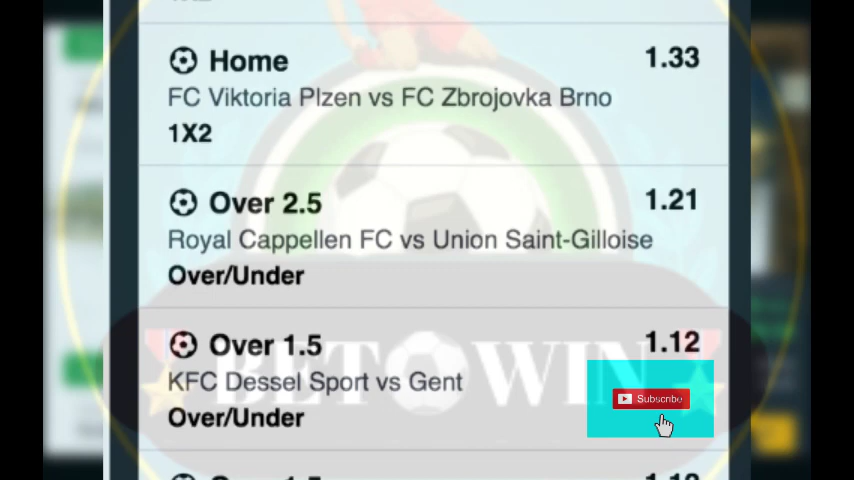 Home 1.33
FC Viktoria Plzen vs FC Zbrojovka Brno
1X2
Over 2.5 1.21
Royal Cappellen FC vs Union Saint-Gilloise
Over/Under
Over 1.5 1.12
KFC Dessel Sport vs Gent
BET WIN
Subscribe
Over/Under